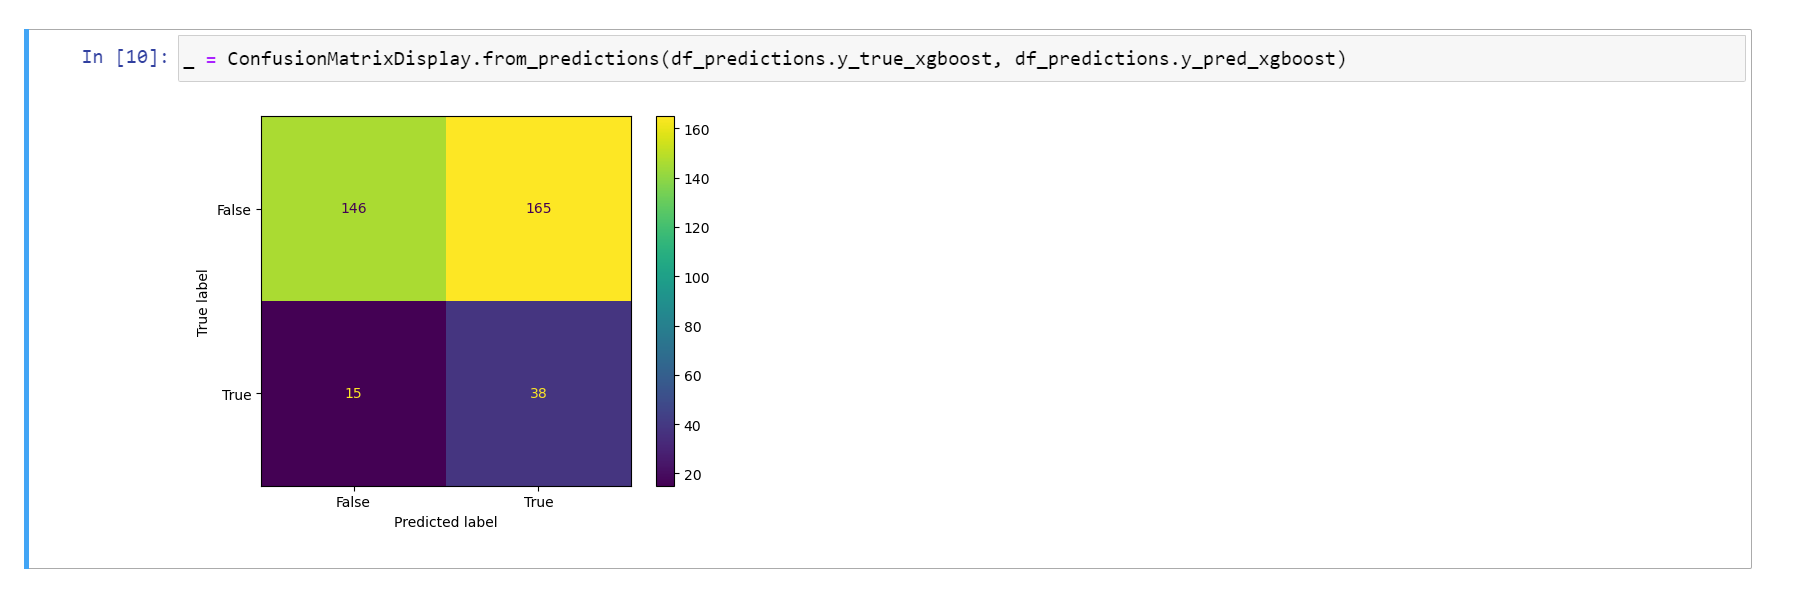 In [10]: _ = ConfusionMatrixDisplay.from_predictions(df_predictions.y_true_xgboost, df_predictions.y_pred_xgboost)
160
140
120
100
80
60
40
20
False
True
True label
146
165
15
38
False
True
Predicted label